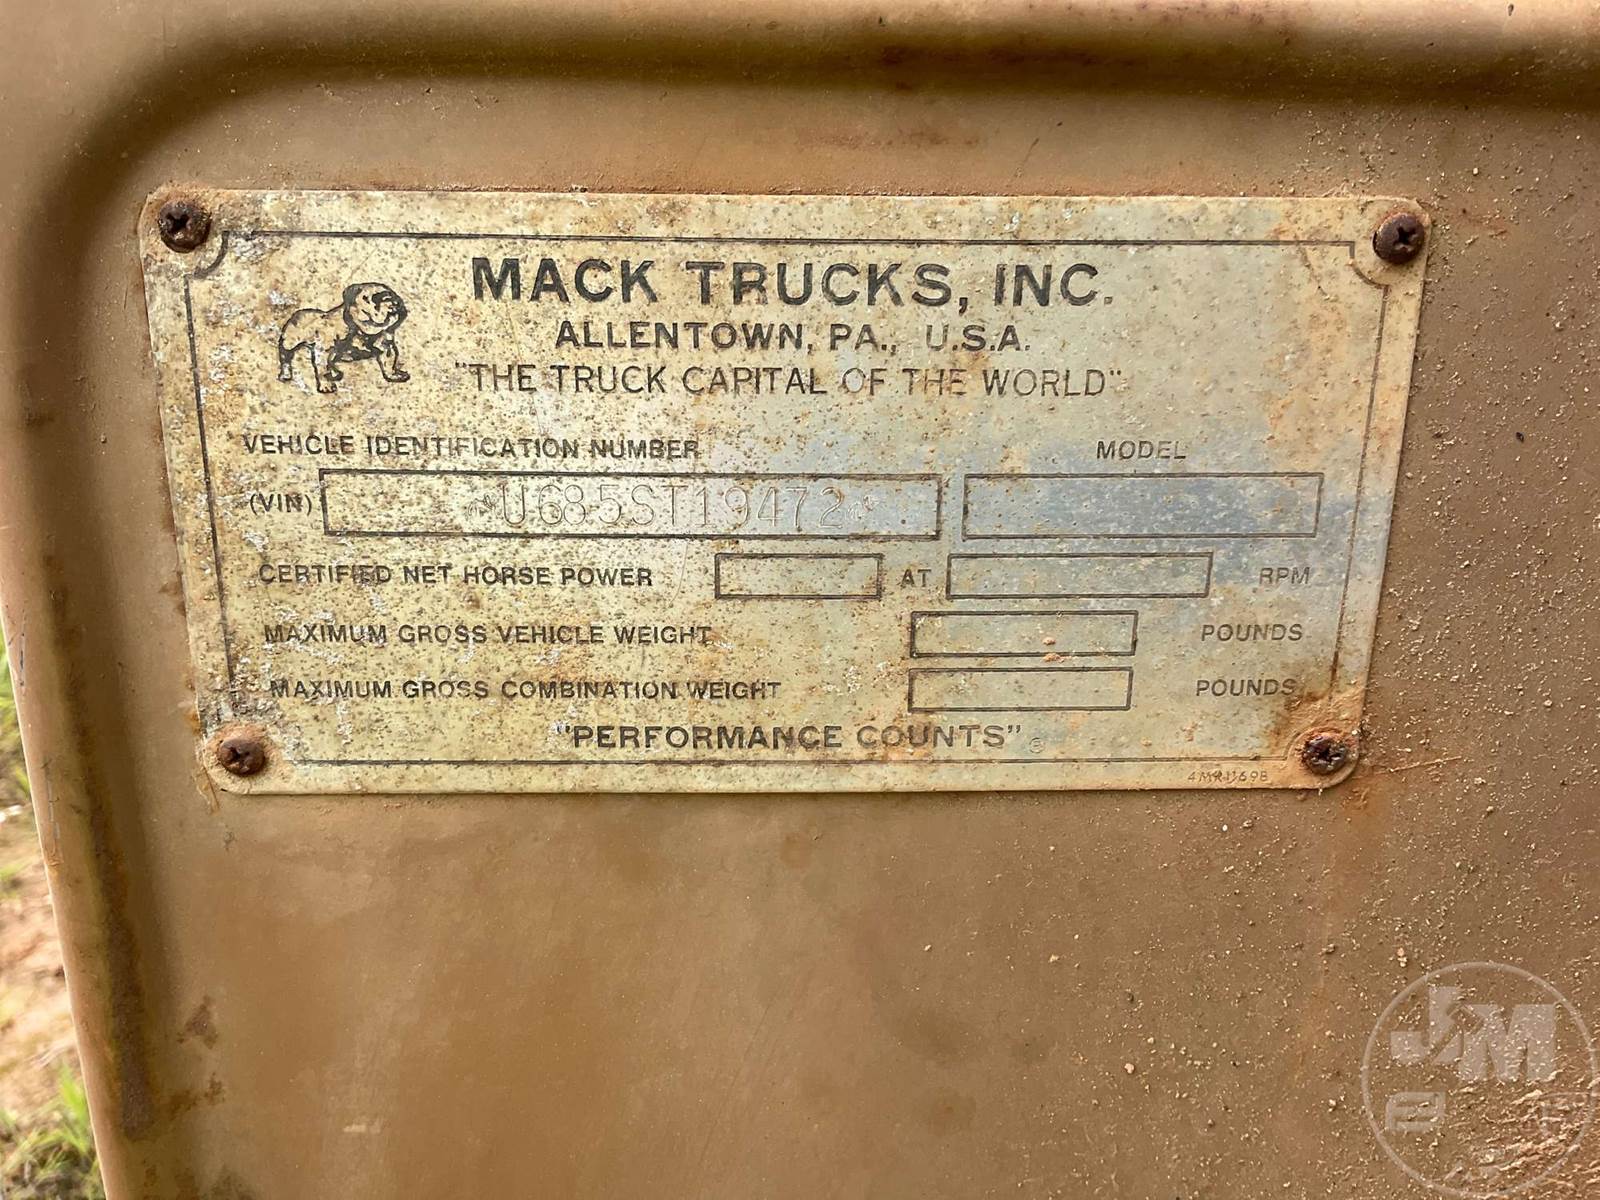 MACK TRUCKS, INC.
ALLENTOWN, PA., U.S.A.
"THE TRUCK CAPITAL OF THE WORLD"
VEHICLE IDENTIFICATION NUMBER MODEL
(VIN) U685ST19472
CERTIFIED NET HORSE POWER AT RPM
MAXIMUM GROSS VEHICLE WEIGHT POUNDS
MAXIMUM GROSS COMBINATION WEIGHT POUNDS
"PERFORMANCE COUNTS"®
JM